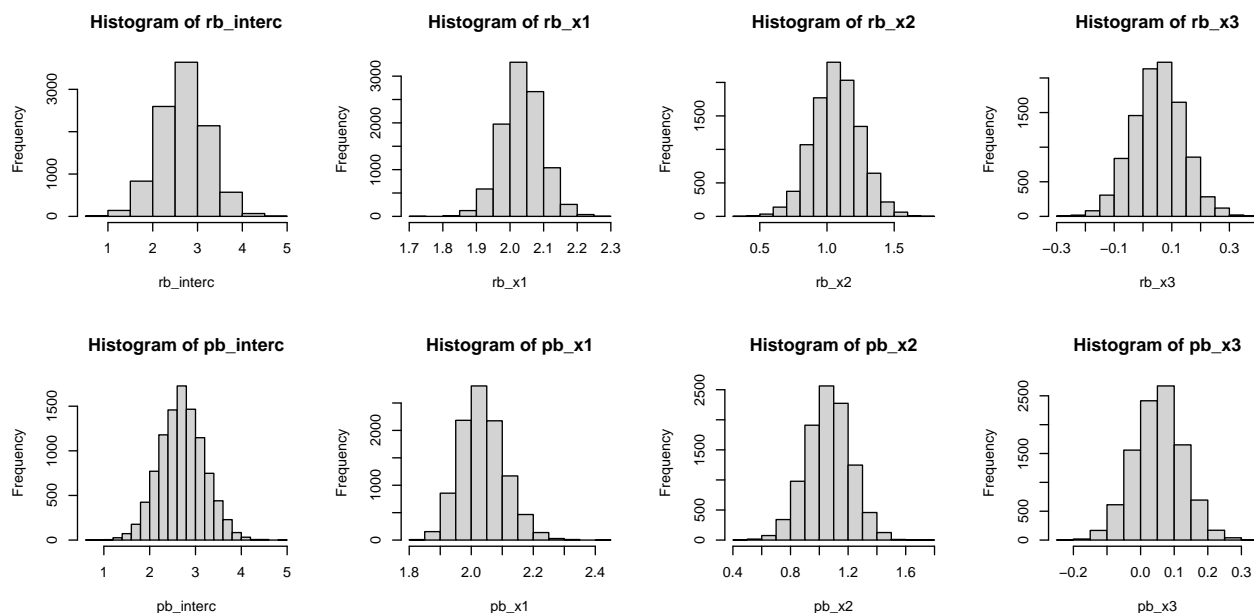 Histogram of rb_interc
Frequency
0
1000
3000
1
2
3
4
5
rb_interc
Histogram of rb_x1
Frequency
0
1000
2000
3000
1.7
1.9
2.0
2.1
2.2
2.3
rb_x1
Histogram of rb_x2
Frequency
0
500
1500
0.5
1.0
1.5
rb_x2
Histogram of rb_x3
Frequency
0
500
1500
−0.3
−0.1
0.1
0.3
rb_x3
Histogram of pb_interc
Frequency
0
500
1000
1500
1
2
3
4
5
pb_interc
Histogram of pb_x1
Frequency
0
1000
2000
1.8
2.0
2.2
2.4
pb_x1
Histogram of pb_x2
Frequency
0
500
1500
2500
0.4
0.8
1.2
1.6
pb_x2
Histogram of pb_x3
Frequency
0
500
1500
2500
−0.2
0.0
0.1
0.2
0.3
pb_x3